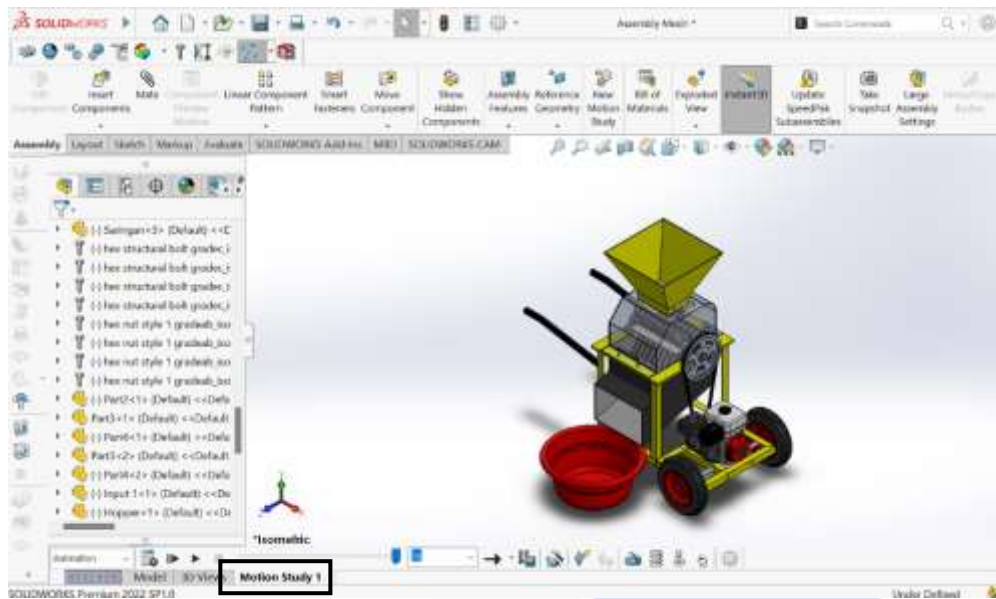 SOLIDWORKS
Assembly Mesin *
Search Commands
Insert Components
Mate
Linear Component Pattern
Smart Fasteners
Move Component
Show Hidden Components
Assembly Features
Reference Geometry
New Motion Study
Bill of Materials
Exploded View
Instant3D
Update SpeedPak Subassemblies
Take Snapshot
Large Assembly Settings
Assembly Layout Sketch Markup Evaluate SOLIDWORKS Add-Ins MBD SOLIDWORKS CAM
(-) Saringan<3> (Default) <<D
(-) hex structural bolt gradec_i
(-) hex structural bolt gradec_i
(-) hex structural bolt gradec_i
(-) hex structural bolt gradec_i
(-) hex nut style 1 gradeab_iso
(-) hex nut style 1 gradeab_iso
(-) hex nut style 1 gradeab_iso
(-) hex nut style 1 gradeab_iso
(-) Part2<1> (Default) <<Defa
Part3<1> (Default) <<Default
(-) Part4<1> (Default) <<Defa
Part3<2> (Default) <<Default
(-) Part4<2> (Default) <<Defa
(-) Input 1<1> (Default) <<De
(-) Hopper<1> (Default) <<De
*Isometric
Animation
Model 3D Views Motion Study 1
SOLIDWORKS Premium 2022 SP1.0
Under Defined